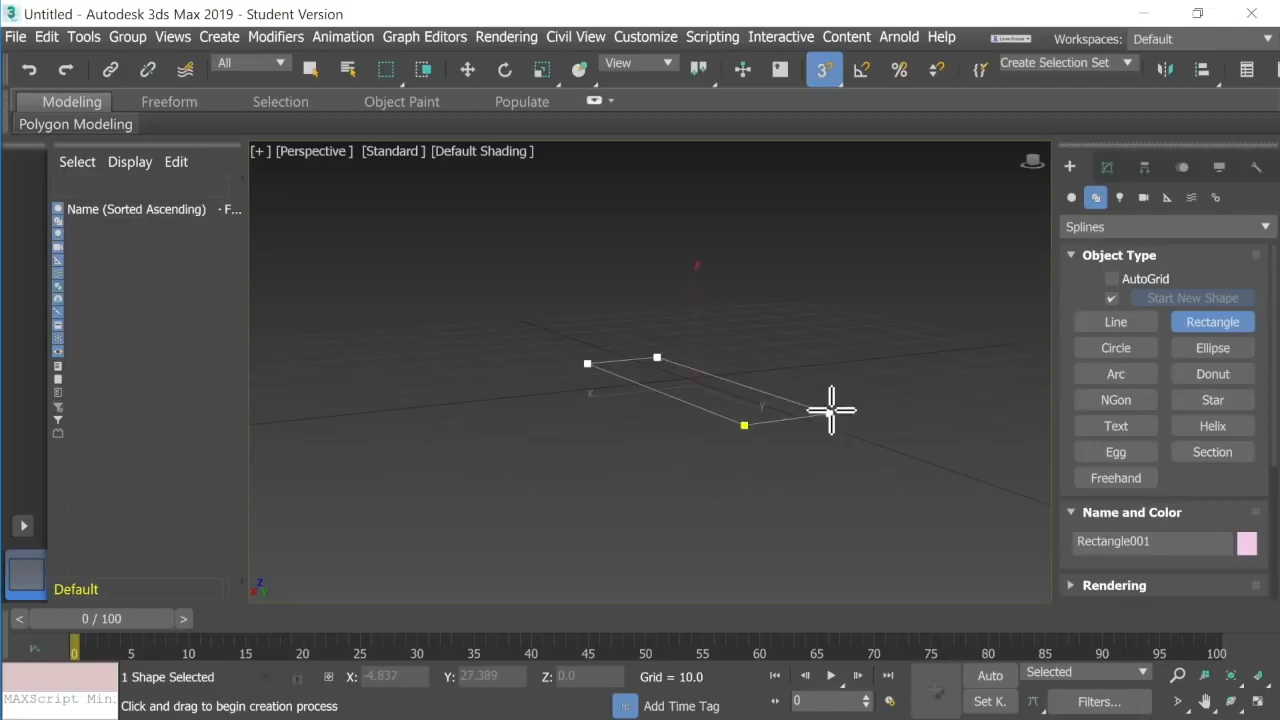 Untitled - Autodesk 3ds Max 2019 - Student Version
File Edit Tools Group Views Create Modifiers Animation Graph Editors Rendering Civil View Customize Scripting Interactive Content Arnold Help Workspaces: Default
All View 3 Create Selection Set
Modeling Freeform Selection Object Paint Populate
Polygon Modeling
[+] [Perspective] [Standard] [Default Shading]
Select Display Edit
Name (Sorted Ascending) F...
Splines
Object Type
AutoGrid
Start New Shape
Line Rectangle
Circle Ellipse
Arc Donut
NGon Star
Text Helix
Egg Section
Freehand
Name and Color
Rectangle001
Rendering
x y
z
Default
< 0 / 100 >
0 5 10 15 20 25 30 35 40 45 50 55 60 65 70 75 80 85 90 95 100
1 Shape Selected X: -4.837 Y: 27.389 Z: 0.0 Grid = 10.0 Auto Selected
MAXScript Min. Click and drag to begin creation process Add Time Tag 0 Set K. Filters...